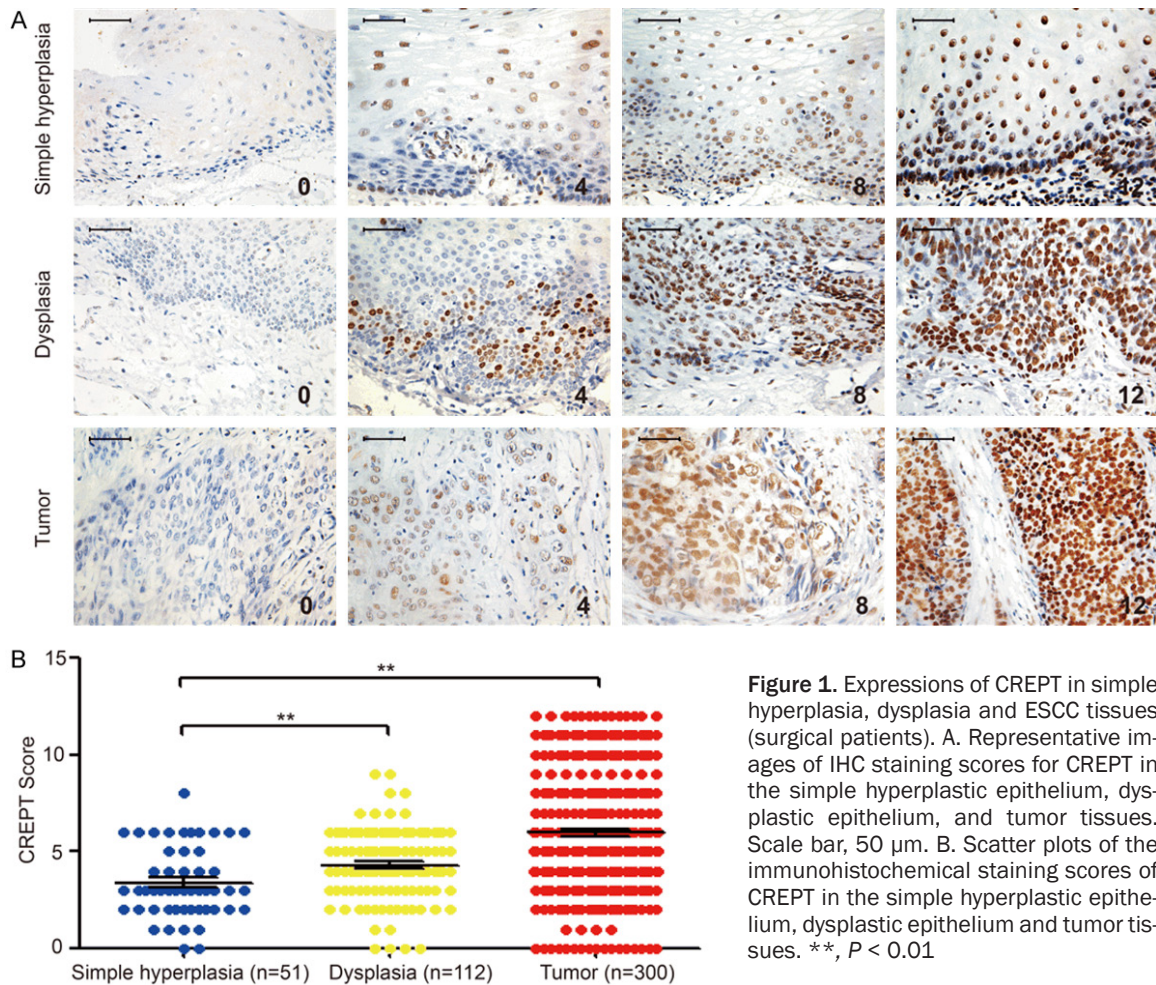 A
Simple hyperplasia
0
4
8
12
Dysplasia
0
4
8
12
Tumor
0
4
8
12
B
CREPT Score
15
10
5
0
**
**
Simple hyperplasia (n=51)
Dysplasia (n=112)
Tumor (n=300)
Figure 1. Expressions of CREPT in simple
hyperplasia, dysplasia and ESCC tissues
(surgical patients). A. Representative im-
ages of IHC staining scores for CREPT in
the simple hyperplastic epithelium, dys-
plastic epithelium, and tumor tissues.
Scale bar, 50 μm. B. Scatter plots of the
immunohistochemical staining scores of
CREPT in the simple hyperplastic epithe-
lium, dysplastic epithelium and tumor tis-
sues. **, P < 0.01